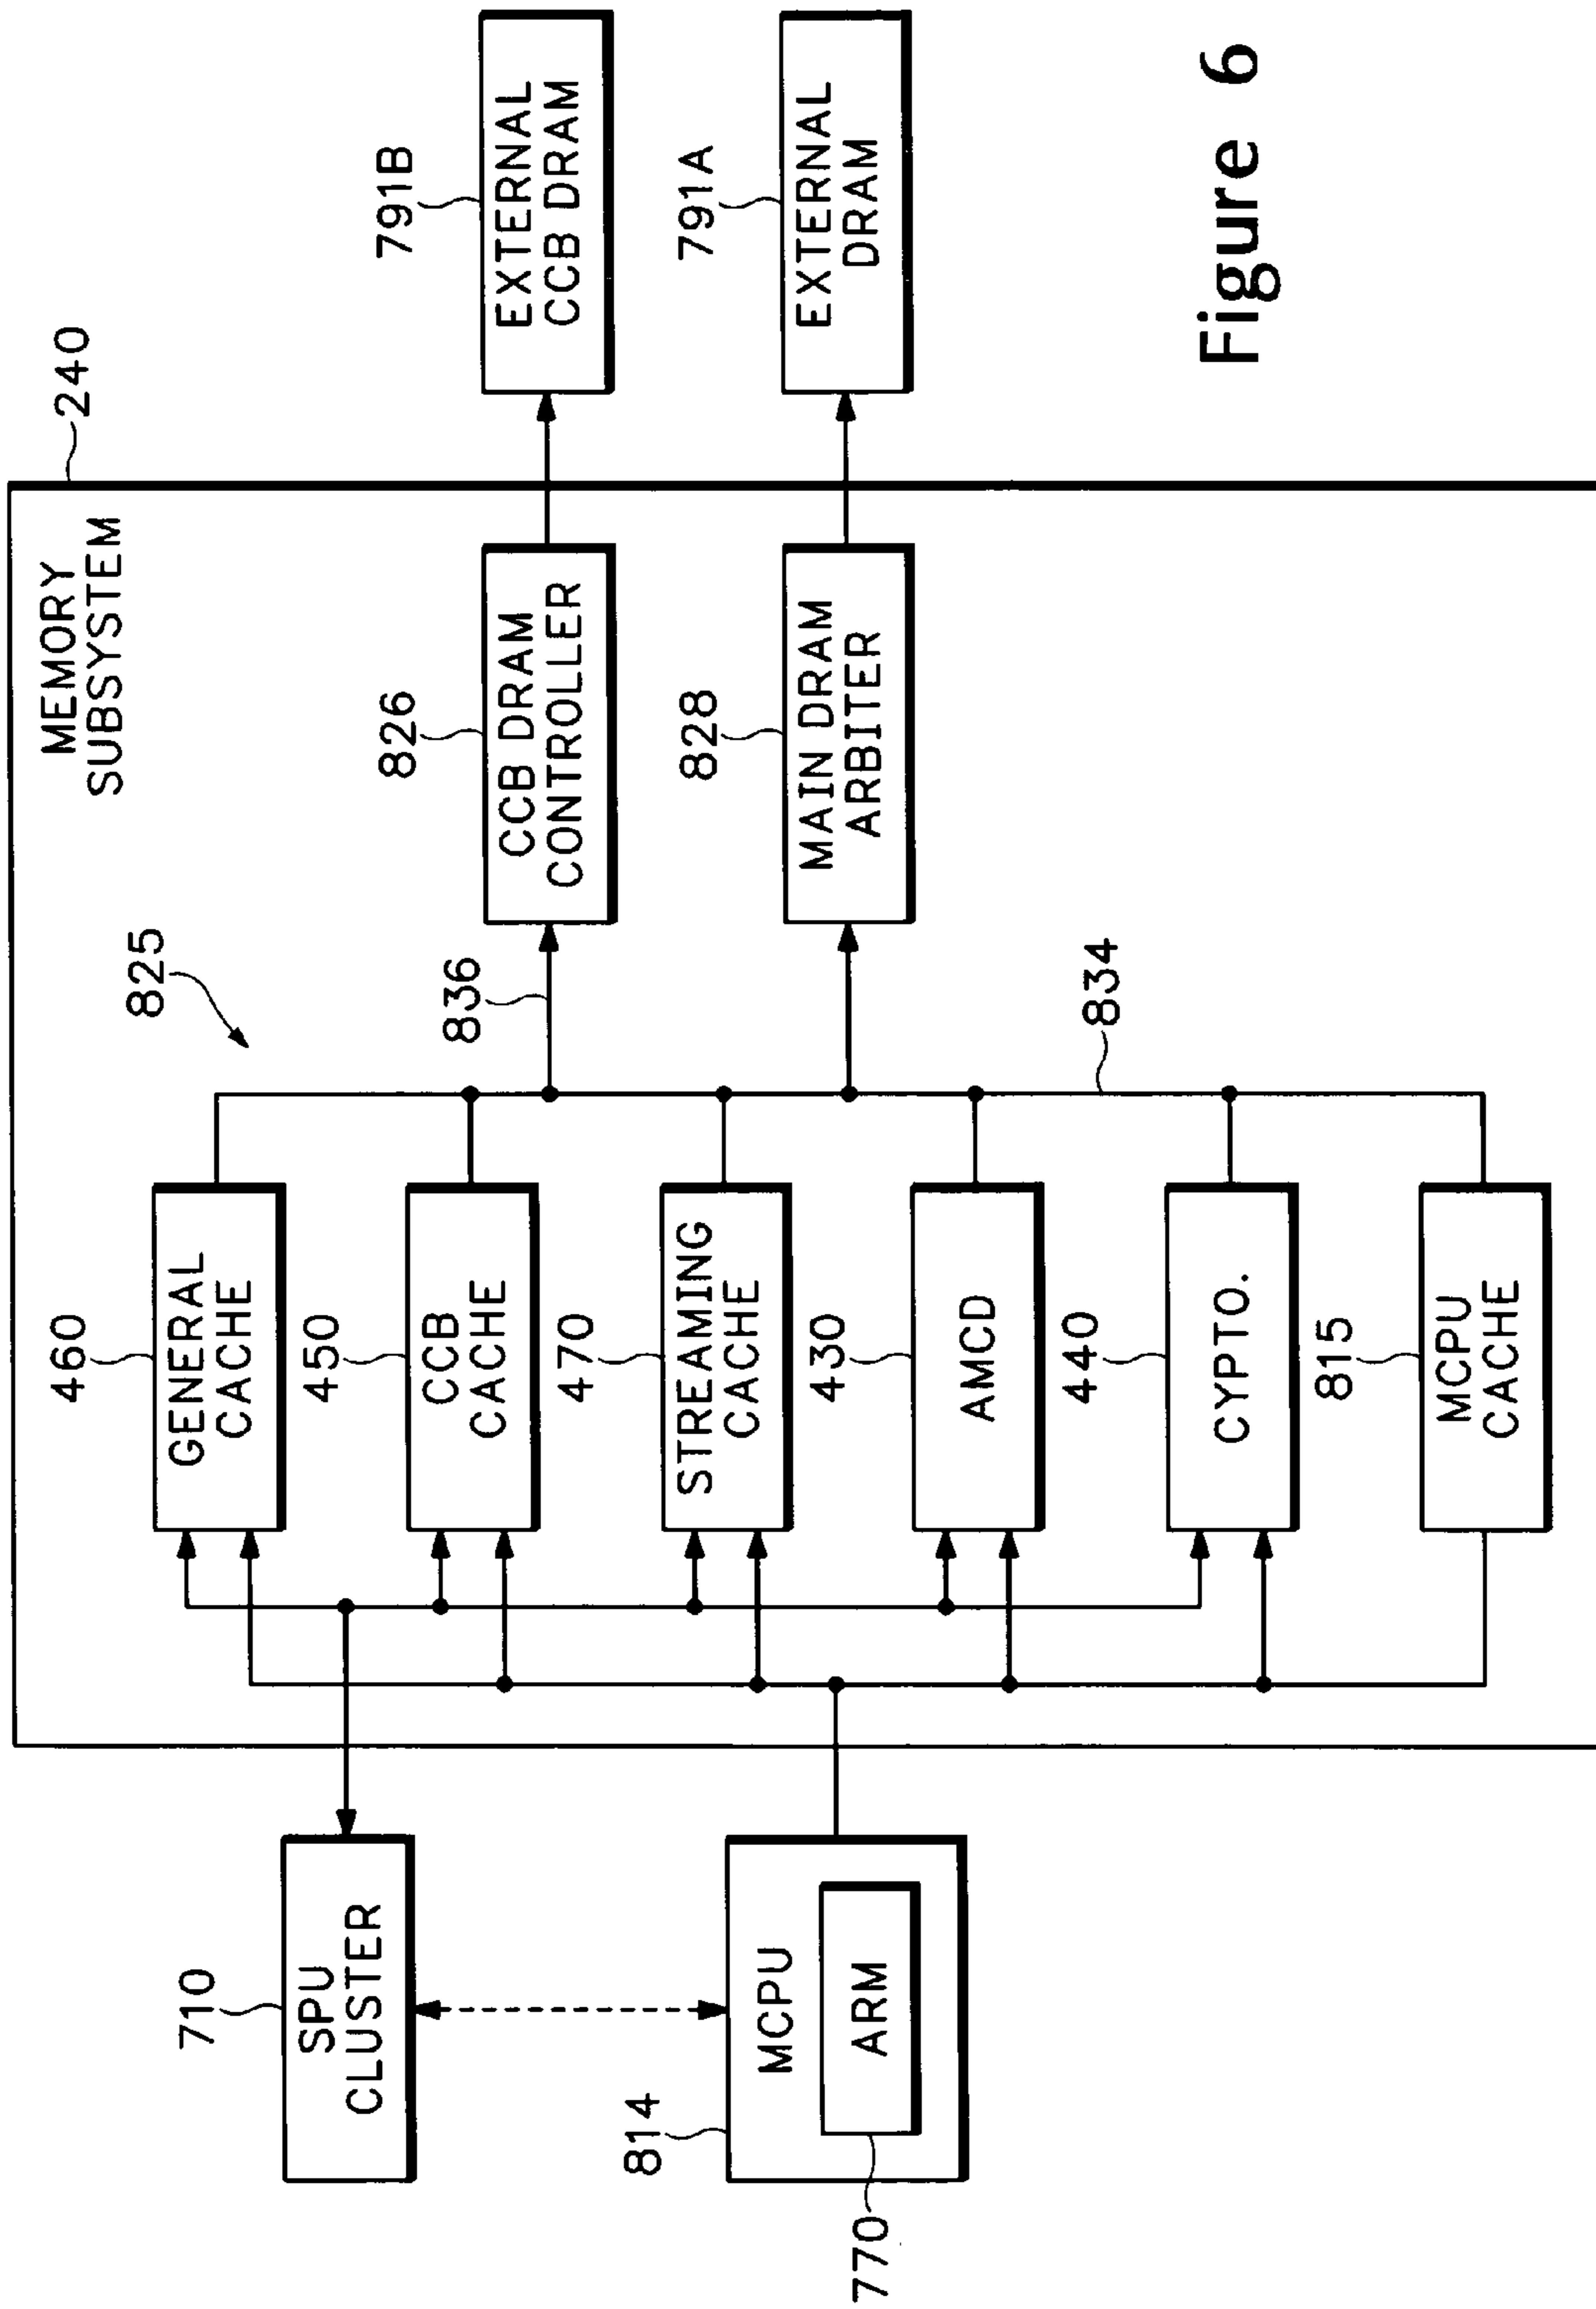 MEMORY
SUBSYSTEM
240
710
SPU
CLUSTER
814
MCPU
ARM
770
825
460
GENERAL
CACHE
450
CCB
CACHE
470
STREAMING
CACHE
430
AMCD
440
CYPTO.
815
MCPU
CACHE
836
834
826
CCB DRAM
CONTROLLER
828
MAIN DRAM
ARBITER
791B
EXTERNAL
CCB DRAM
791A
EXTERNAL
DRAM
Figure 6